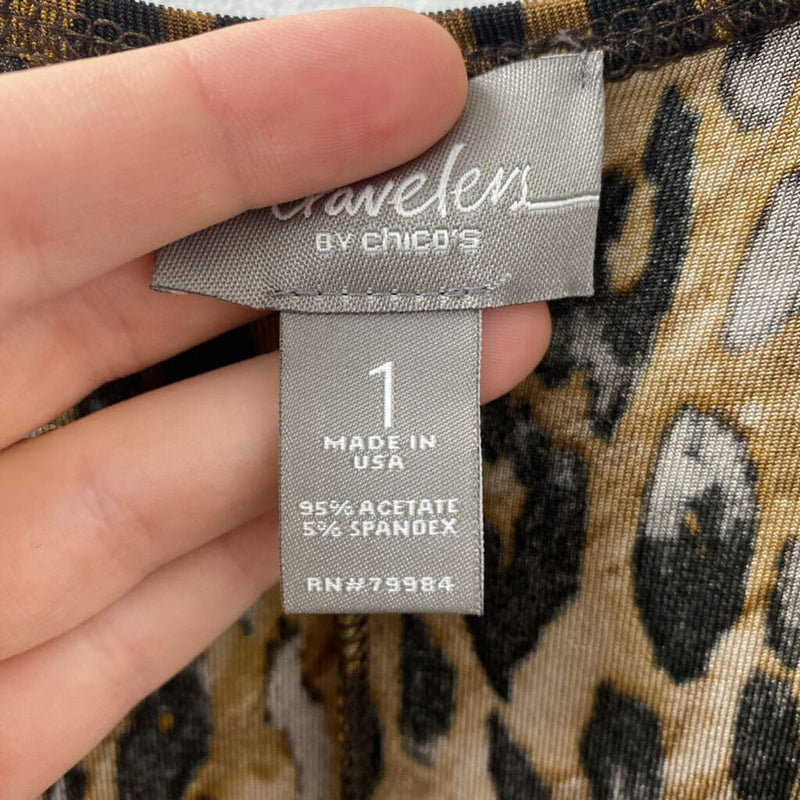 travelers
BY chico's
1
MADE IN
USA
95% ACETATE
5% SPANDEX
RN#79984